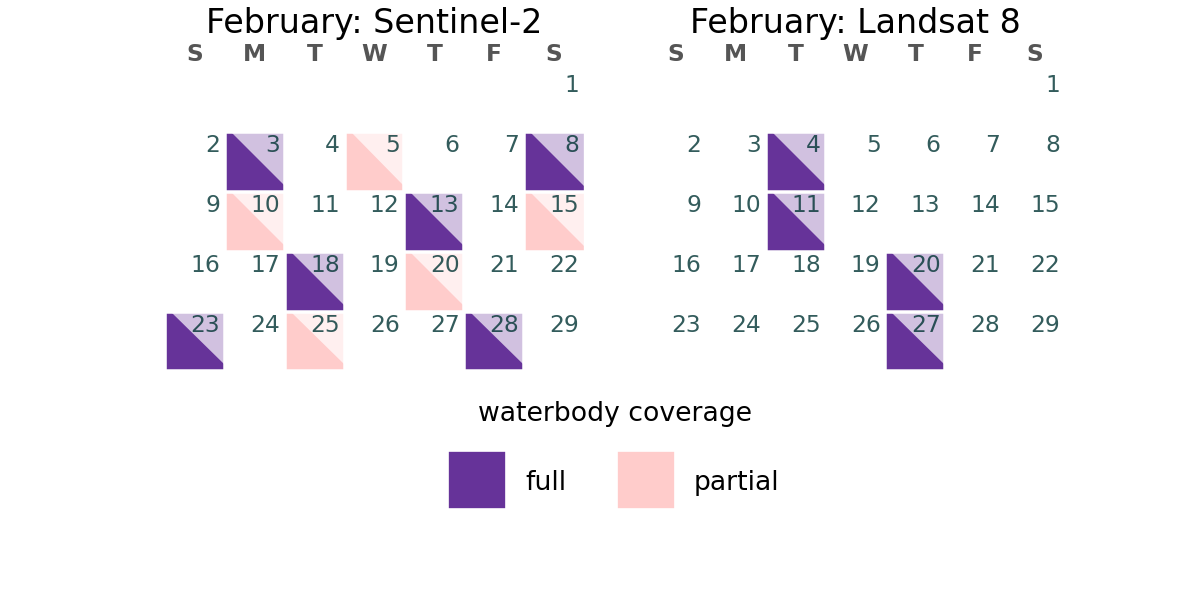 February: Sentinel-2
S M T W T F S
1
2 3 4 5 6 7 8
9 10 11 12 13 14 15
16 17 18 19 20 21 22
23 24 25 26 27 28 29
February: Landsat 8
S M T W T F S
1
2 3 4 5 6 7 8
9 10 11 12 13 14 15
16 17 18 19 20 21 22
23 24 25 26 27 28 29
waterbody coverage
full partial